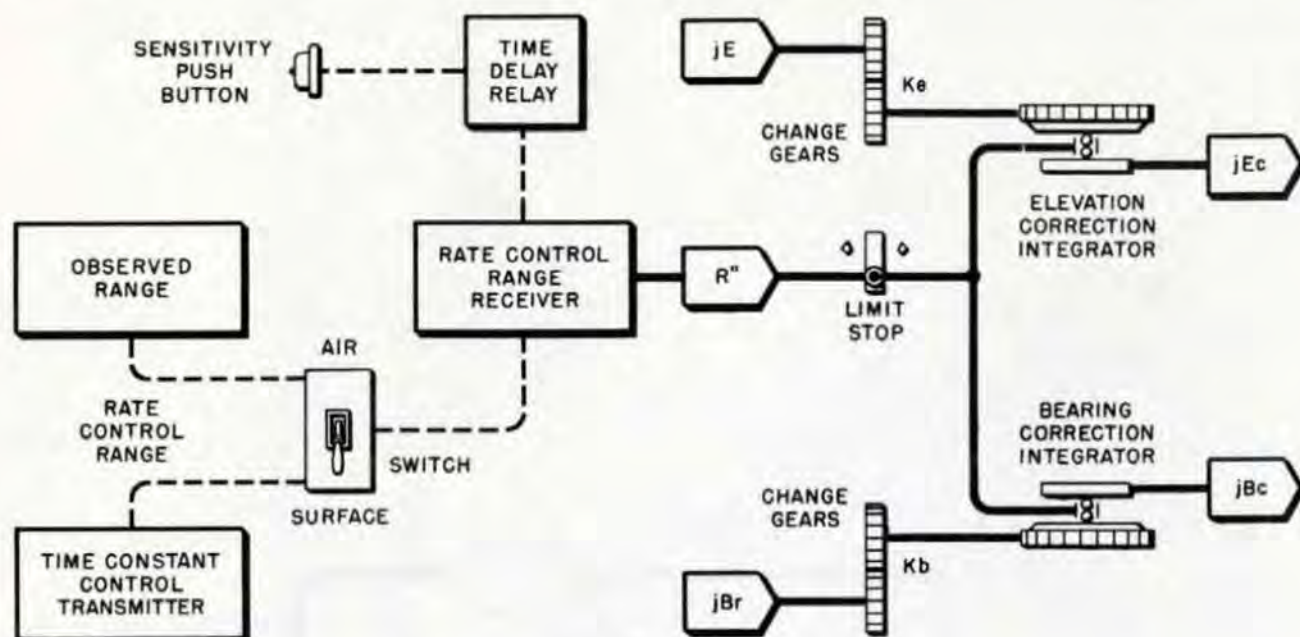 SENSITIVITY
PUSH
BUTTON
TIME
DELAY
RELAY
jE
Ke
CHANGE
GEARS
jEc
ELEVATION
CORRECTION
INTEGRATOR
OBSERVED
RANGE
RATE CONTROL
RANGE
RECEIVER
R"
LIMIT
STOP
AIR
RATE
CONTROL
RANGE
SWITCH
SURFACE
TIME CONSTANT
CONTROL
TRANSMITTER
BEARING
CORRECTION
INTEGRATOR
CHANGE
GEARS
jBc
Kb
jBr